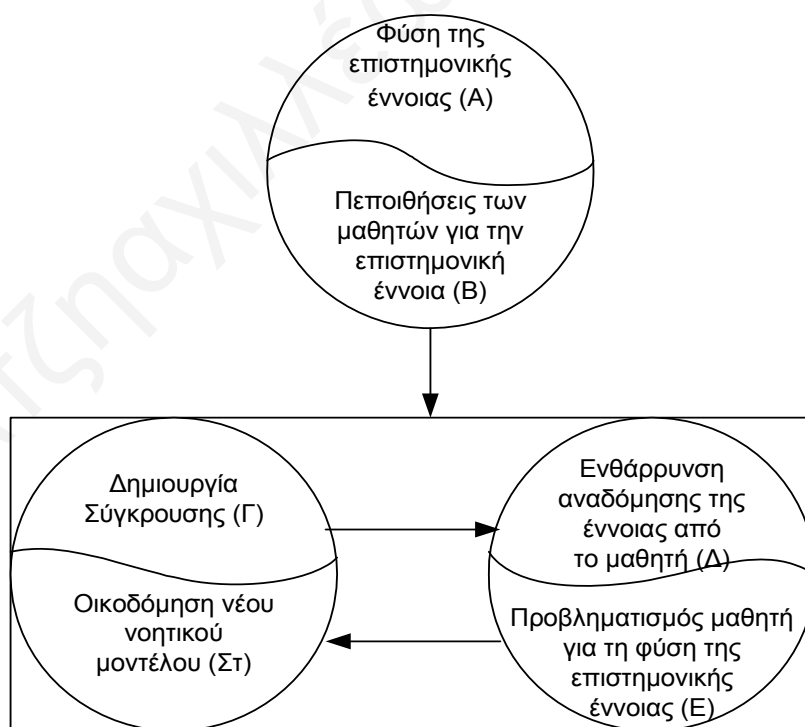 Φύση της
επιστημονικής
έννοιας (Α)
Πεποιθήσεις των
μαθητών για την
επιστημονική
έννοια (Β)
Δημιουργία
Σύγκρουσης (Γ)
Οικοδόμηση νέου
νοητικού
μοντέλου (Στ)
Ενθάρρυνση
αναδόμησης της
έννοιας από
το μαθητή (Δ)
Προβληματισμός μαθητή
για τη φύση της
επιστημονικής
έννοιας (Ε)